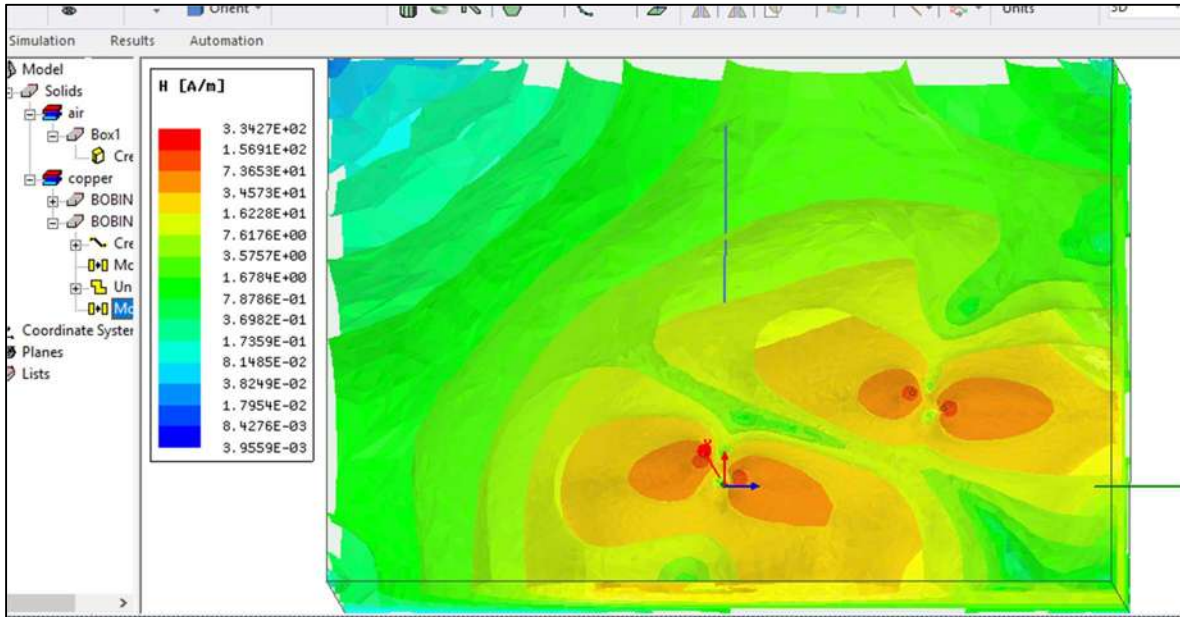 Orient
Units
3D
Simulation Results Automation
Model
Solids
air
Box1
Cre
copper
BOBIN
BOBIN
Cre
Mc
Un
Mc
Coordinate Syster
Planes
Lists
H [A/m]
3.3427E+02
1.5691E+02
7.3653E+01
3.4573E+01
1.6228E+01
7.6176E+00
3.5757E+00
1.6784E+00
7.8786E-01
3.6982E-01
1.7359E-01
8.1485E-02
3.8249E-02
1.7954E-02
8.4276E-03
3.9559E-03